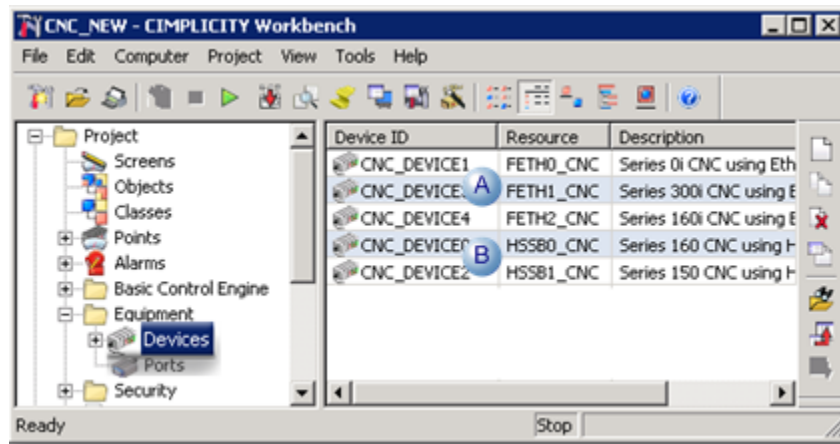 CNC_NEW - CIMPLICITY Workbench
File Edit Computer Project View Tools Help
Project
Screens
Objects
Classes
Points
Alarms
Basic Control Engine
Equipment
Devices
Ports
Security
Device ID Resource Description
CNC_DEVICE1 FETH0_CNC Series 0i CNC using Eth
A FETH1_CNC Series 300i CNC using E
CNC_DEVICE4 FETH2_CNC Series 160i CNC using E
B HSSB0_CNC Series 160 CNC using H
CNC_DEVICE2 HSSB1_CNC Series 150 CNC using H
Ready Stop